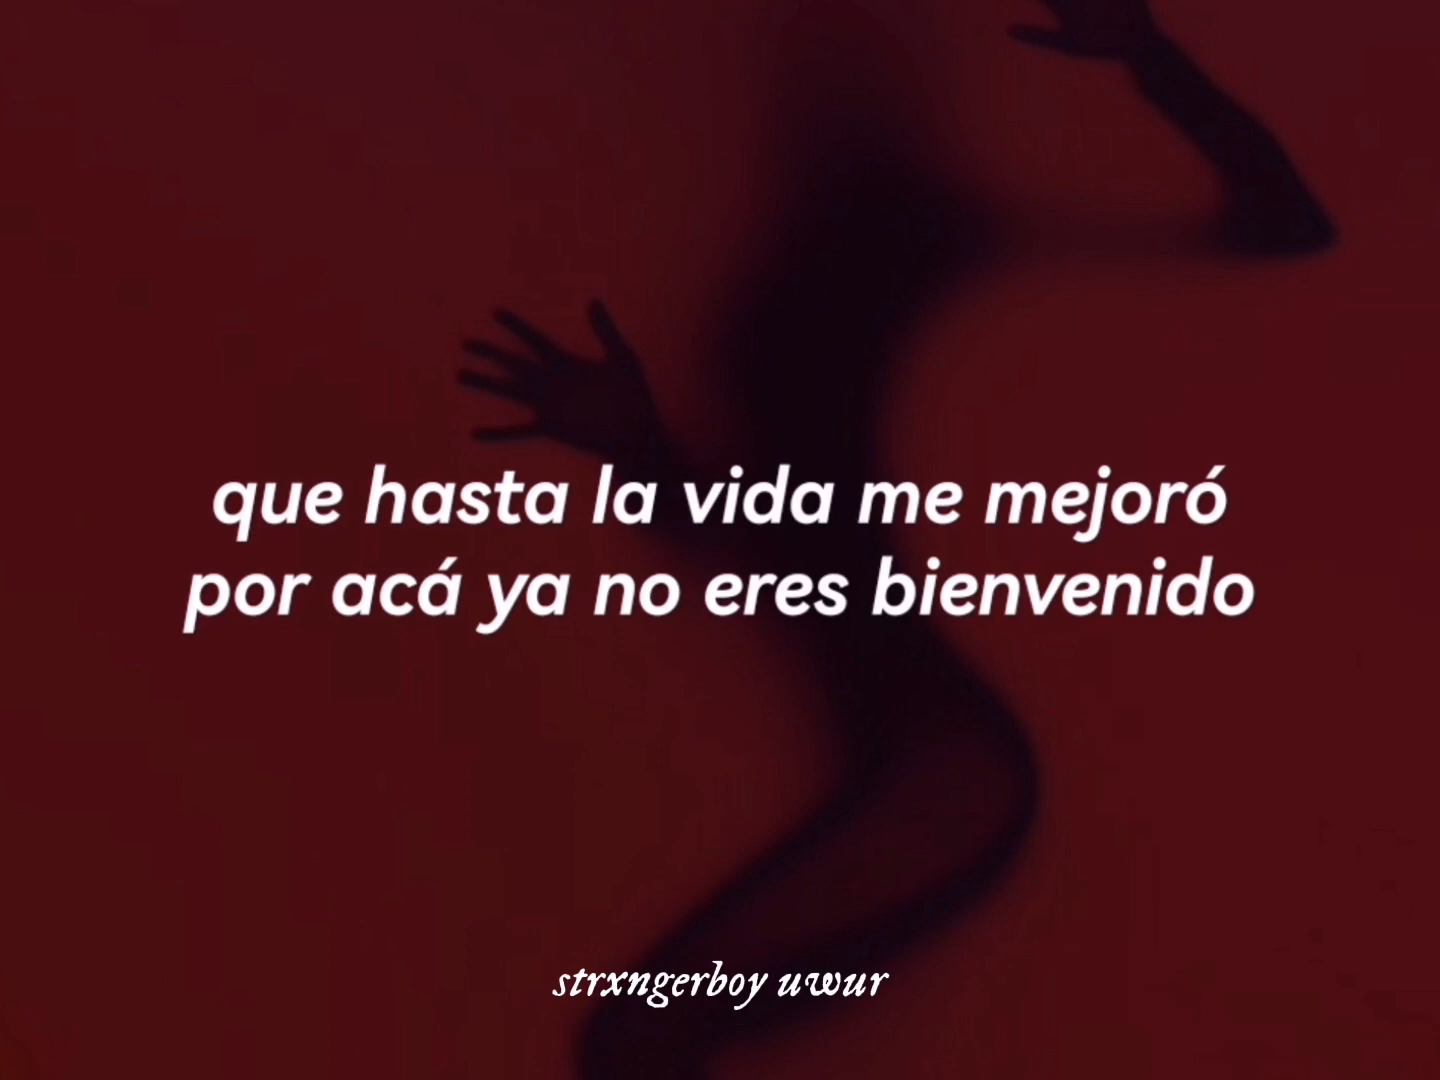 que hasta la vida me mejoró
por acá ya no eres bienvenido
strxngerboy uwur